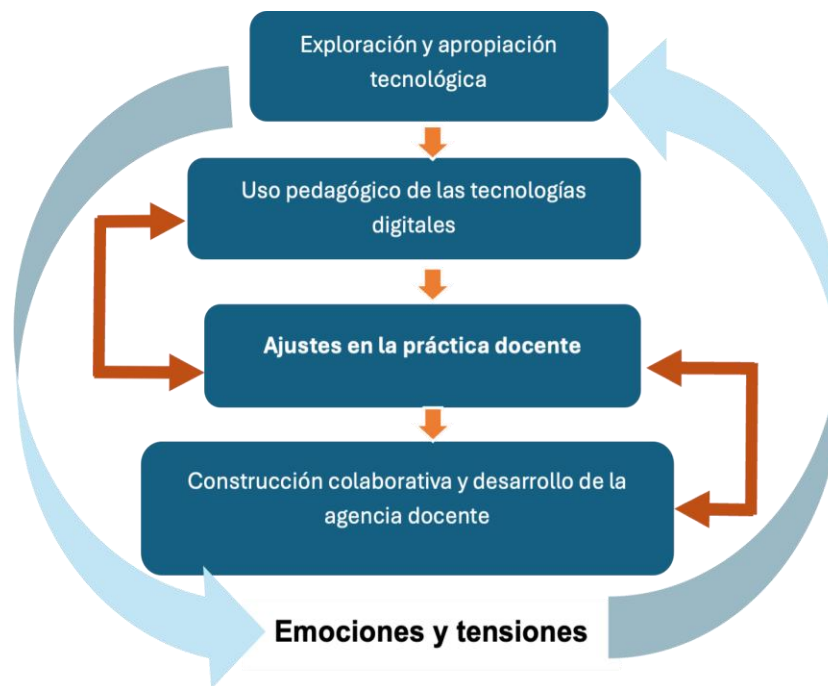 Exploración y apropiación
tecnológica
Uso pedagógico de las tecnologías
digitales
Ajustes en la práctica docente
Construcción colaborativa y desarrollo de la
agencia docente
Emociones y tensiones